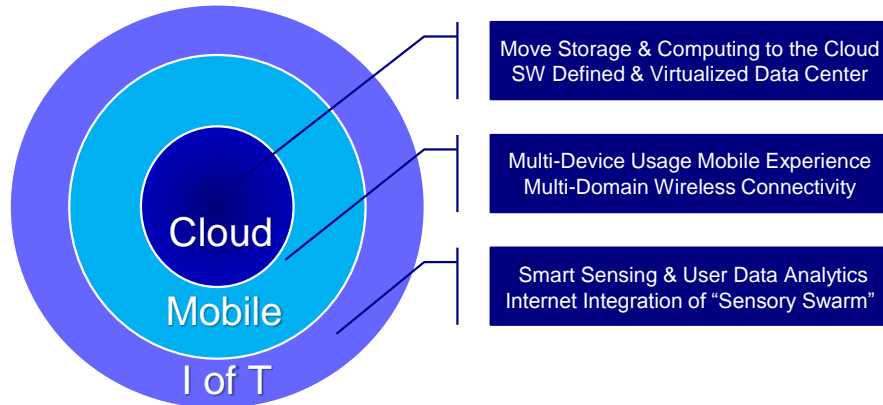 Move Storage & Computing to the Cloud
SW Defined & Virtualized Data Center
Multi-Device Usage Mobile Experience
Multi-Domain Wireless Connectivity
Cloud
Smart Sensing & User Data Analytics
Internet Integration of “Sensory Swarm”
Mobile
I of T